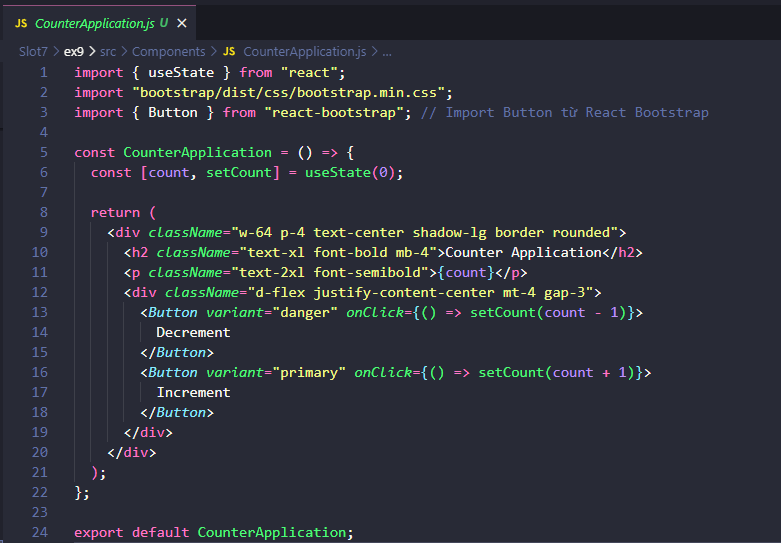 JS CounterApplication.js U ×
Slot7 > ex9 > src > Components > JS CounterApplication.js > ...
1 import { useState } from "react";
2 import "bootstrap/dist/css/bootstrap.min.css";
3 import { Button } from "react-bootstrap"; // Import Button từ React Bootstrap
4
5 const CounterApplication = () => {
6   const [count, setCount] = useState(0);
7
8   return (
9     <div className="w-64 p-4 text-center shadow-lg border rounded">
10       <h2 className="text-xl font-bold mb-4">Counter Application</h2>
11       <p className="text-2xl font-semibold">{count}</p>
12       <div className="d-flex justify-content-center mt-4 gap-3">
13         <Button variant="danger" onClick={() => setCount(count - 1)}>
14           Decrement
15         </Button>
16         <Button variant="primary" onClick={() => setCount(count + 1)}>
17           Increment
18         </Button>
19       </div>
20     </div>
21   );
22 };
23
24 export default CounterApplication;